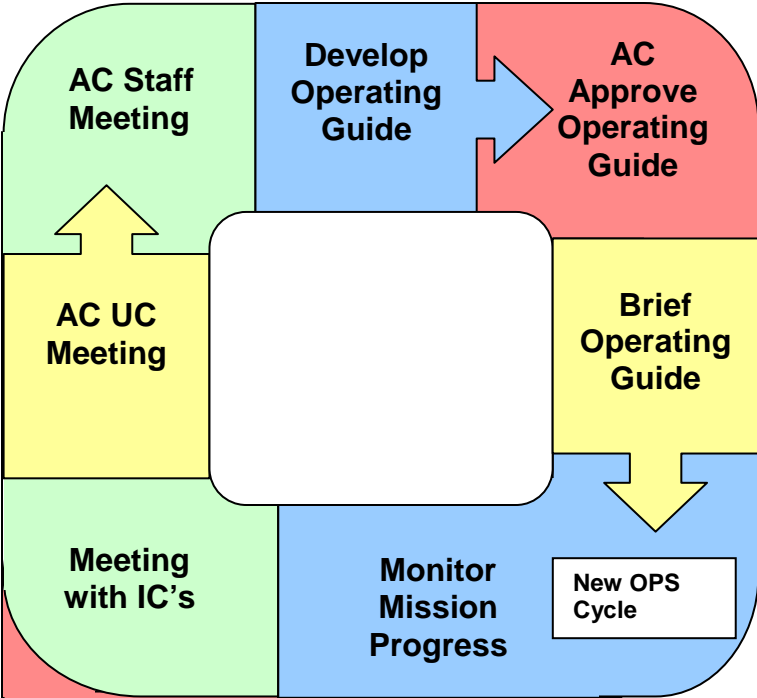 AC Staff
Meeting
Develop
Operating
Guide
AC
Approve
Operating
Guide
AC UC
Meeting
Brief
Operating
Guide
Meeting
with IC's
Monitor
Mission
Progress
New OPS
Cycle